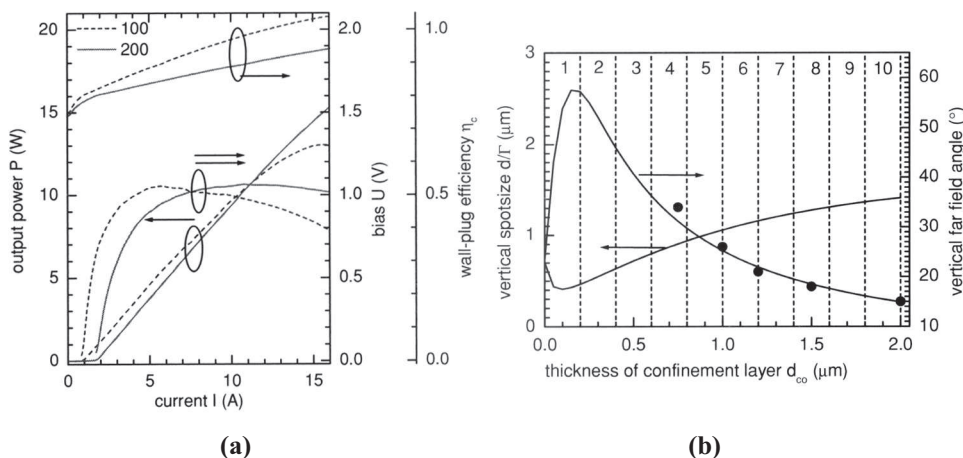 20
15
10
5
0
output power P (W)
100
200
0 5 10 15
current I (A)
2.0
1.5
1.0
0.5
0.0
bias U (V)
1.0
0.5
0.0
wall-plug efficiency ηc
(a)
3
2
1
0
vertical spotsize d/Γ (μm)
1 2 3 4 5 6 7 8 9 10
60
50
40
30
20
10
vertical far field angle (°)
0.0 0.5 1.0 1.5 2.0
thickness of confinement layer dco (μm)
(b)